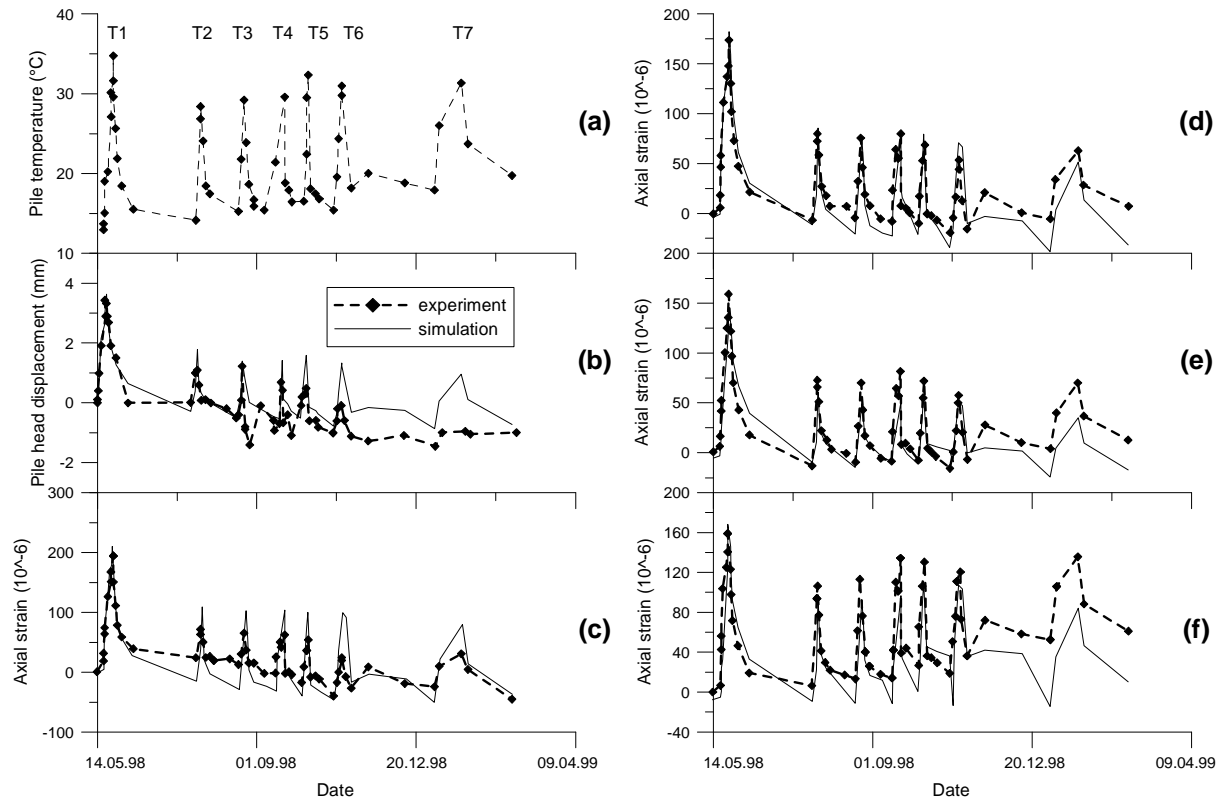 40
T1 T2 T3 T4 T5 T6 T7
30
20
10
Pile temperature (°C)
(a)
4
2
0
-2
Pile head displacement (mm)
experiment
simulation
(b)
300
200
100
0
-100
Axial strain (10^-6)
(c)
14.05.98 01.09.98 20.12.98 09.04.99
Date
200
150
100
50
0
Axial strain (10^-6)
(d)
200
150
100
50
0
Axial strain (10^-6)
(e)
200
160
120
80
40
0
-40
Axial strain (10^-6)
(f)
14.05.98 01.09.98 20.12.98 09.04.99
Date